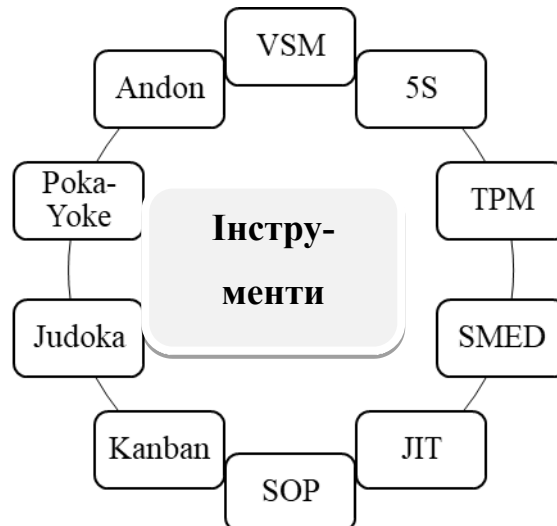 VSM
5S
TPM
SMED
JIT
SOP
Kanban
Judoka
Poka-
Yoke
Andon
Інстру-
менти